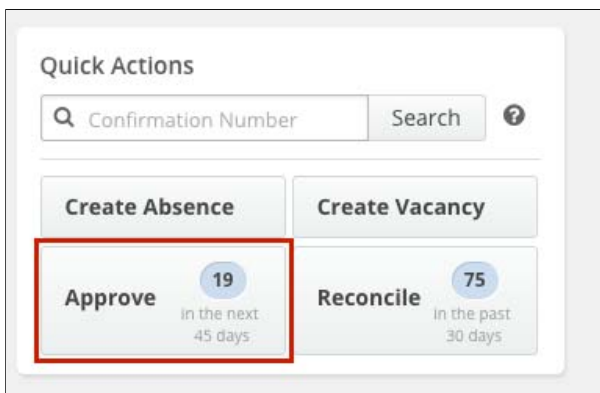 Quick Actions
Confirmation Number
Search
Create Absence
Create Vacancy
Approve
19
in the next
45 days
Reconcile
75
in the past
30 days